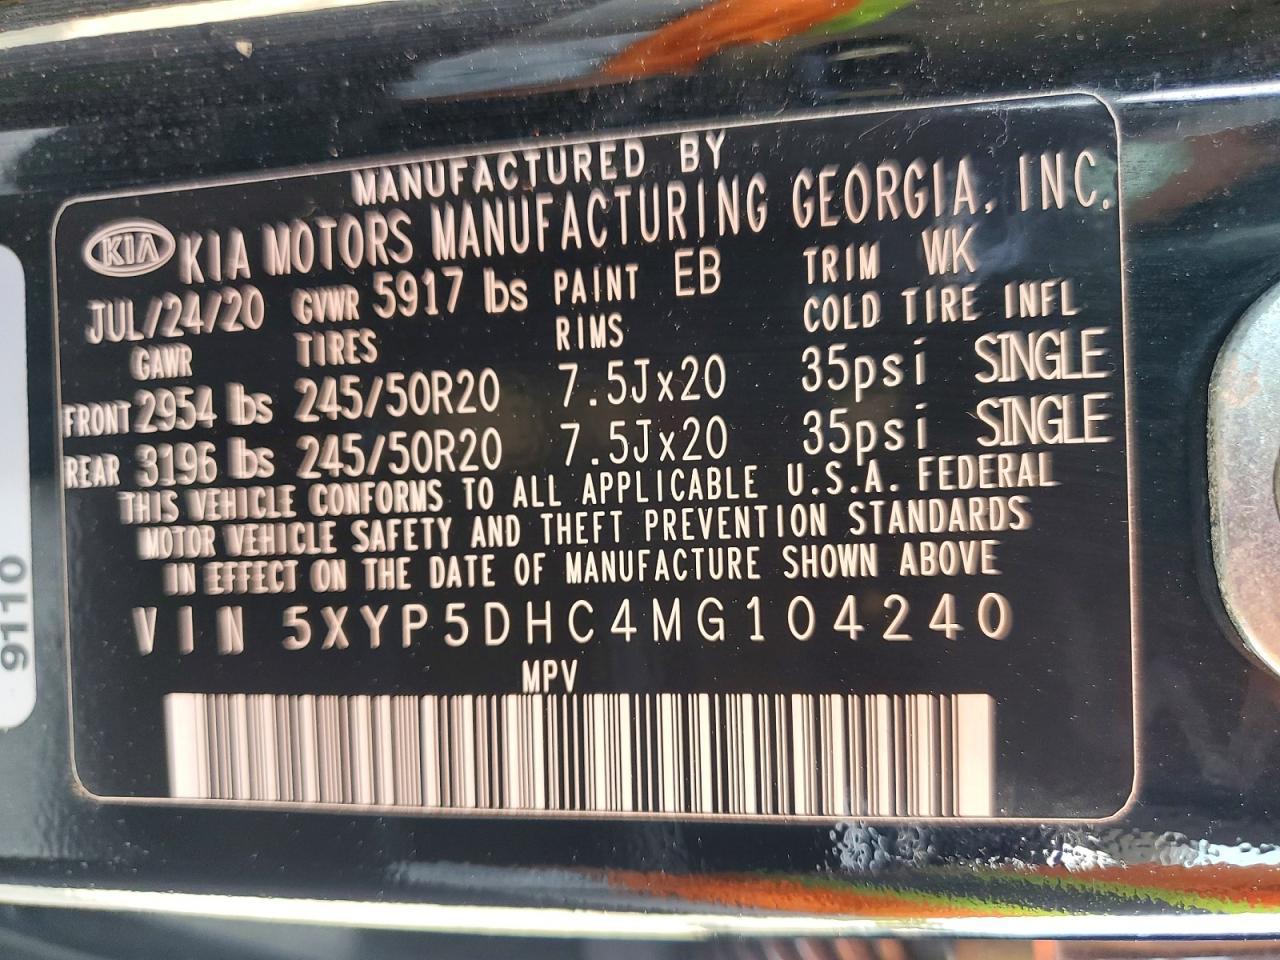 MANUFACTURED BY
KIA KIA MOTORS MANUFACTURING GEORGIA, INC.
JUL/24/20 GVWR 5917 lbs PAINT EB TRIM WK
GAWR TIRES RIMS COLD TIRE INFL
FRONT 2954 lbs 245/50R20 7.5Jx20 35psi SINGLE
REAR 3196 lbs 245/50R20 7.5Jx20 35psi SINGLE
THIS VEHICLE CONFORMS TO ALL APPLICABLE U.S.A. FEDERAL
MOTOR VEHICLE SAFETY AND THEFT PREVENTION STANDARDS
IN EFFECT ON THE DATE OF MANUFACTURE SHOWN ABOVE
VIN 5XYP5DHC4MG104240
MPV
9110